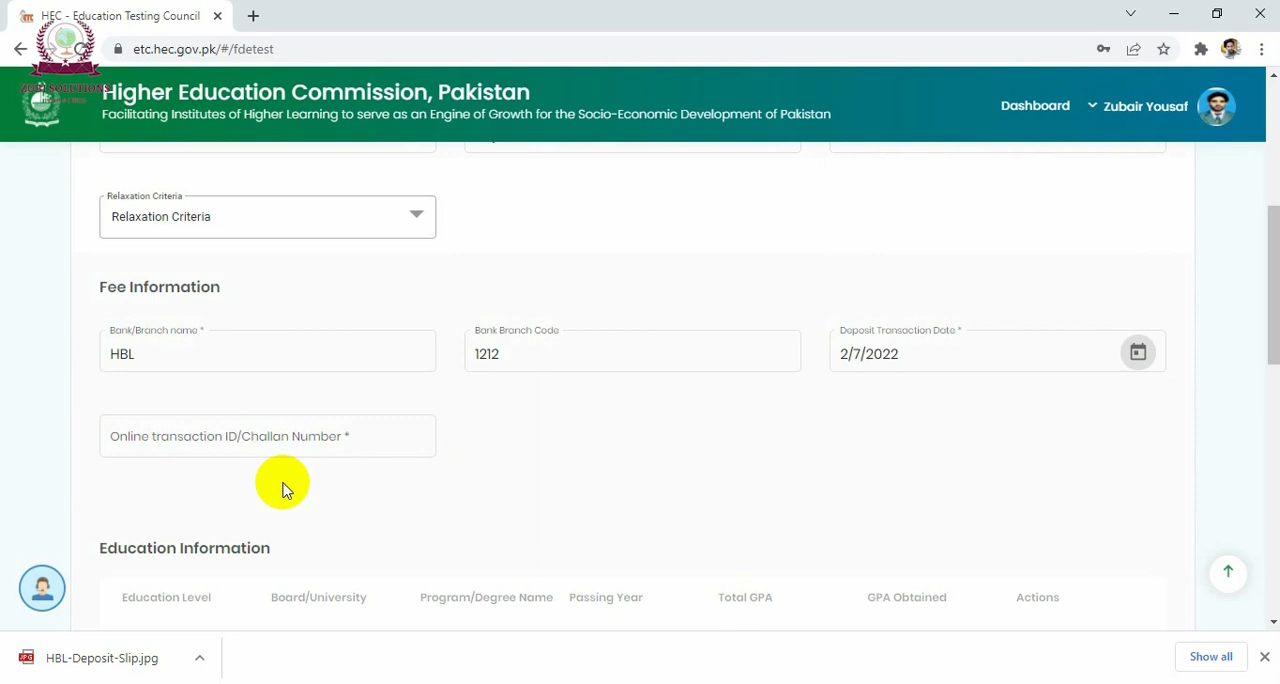 HEC - Education Testing Council
etc.hec.gov.pk/#/fdetest
Higher Education Commission, Pakistan
Facilitating Institutes of Higher Learning to serve as an Engine of Growth for the Socio-Economic Development of Pakistan
Dashboard
Zubair Yousaf
ZUBI SOLUTIONS
Relaxation Criteria
Relaxation Criteria
Fee Information
Bank/Branch name *
HBL
Bank Branch Code
1212
Deposit Transaction Date *
2/7/2022
Online transaction ID/Challan Number *
Education Information
Education Level Board/University Program/Degree Name Passing Year Total GPA GPA Obtained Actions
HBL-Deposit-Slip.jpg
Show all